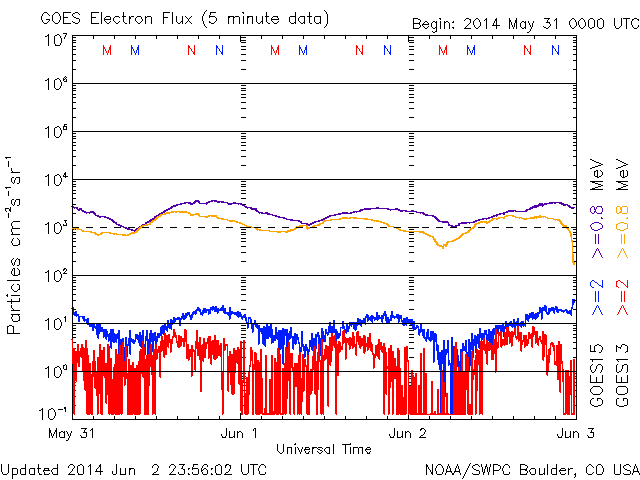 GOES Electron Flux (5 minute data)
Begin: 2014 May 31 0000 UTC
10⁷
M M N N M M N N M M N N
10⁶
10⁵
10⁴
10³
10²
10¹
10⁰
10⁻¹
Particles cm⁻²s⁻¹sr⁻¹
May 31 Jun 1 Jun 2 Jun 3
Universal Time
GOES15 >=2 >=0.8 MeV
GOES13 >=2 >=0.8 MeV
Updated 2014 Jun 2 23:56:02 UTC
NOAA/SWPC Boulder, CO USA